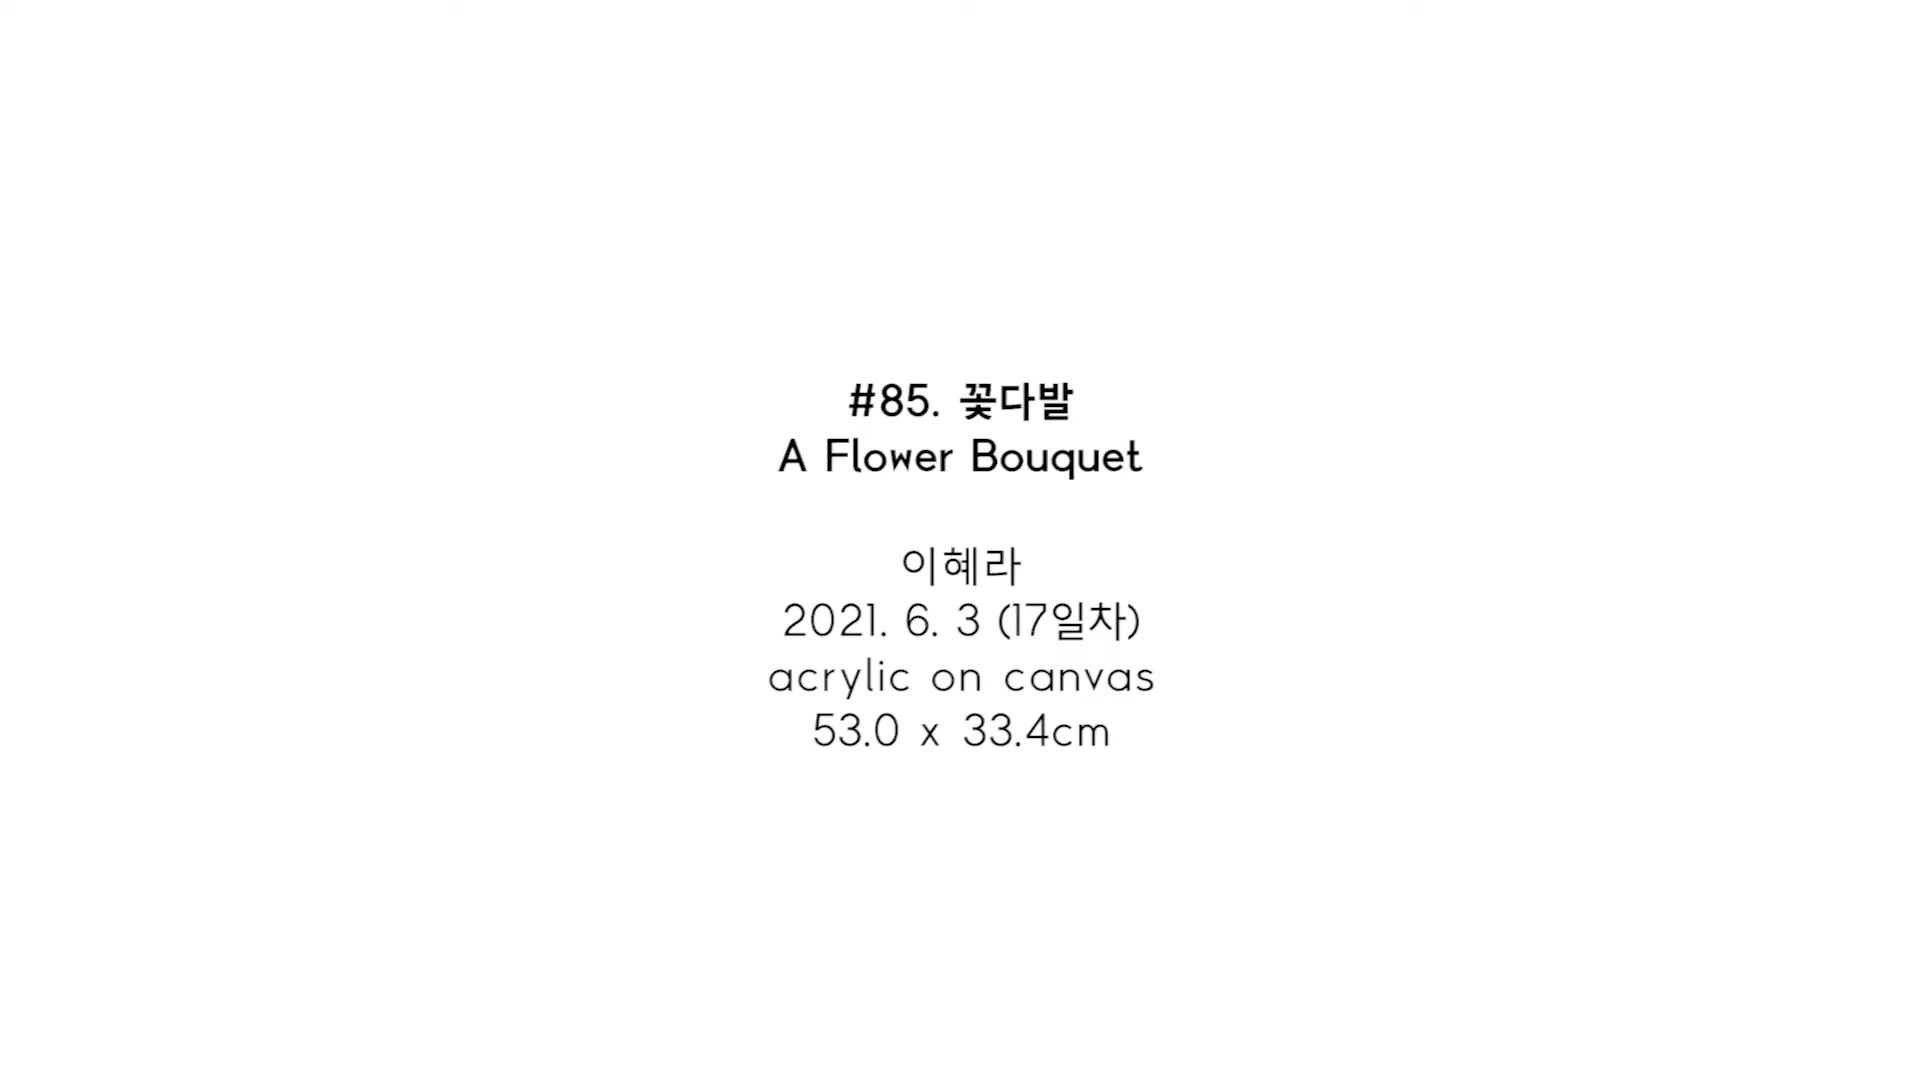 #85. 꽃다발
A Flower Bouquet
이혜라
2021. 6. 3 (17일차)
acrylic on canvas
53.0 x 33.4cm